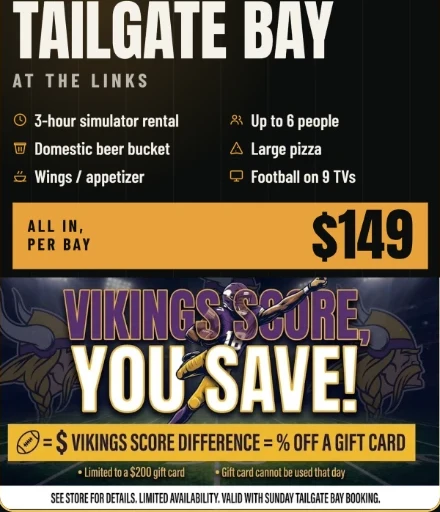 TAILGATE BAY
AT THE LINKS
3-hour simulator rental
Up to 6 people
Domestic beer bucket
Large pizza
Wings / appetizer
Football on 9 TVs
ALL IN,
PER BAY
$149
VIKINGS SCORE,
YOU SAVE!
= $ VIKINGS SCORE DIFFERENCE = % OFF A GIFT CARD
• Limited to a $200 gift card • Gift card cannot be used that day
SEE STORE FOR DETAILS. LIMITED AVAILABILITY. VALID WITH SUNDAY TAILGATE BAY BOOKING.